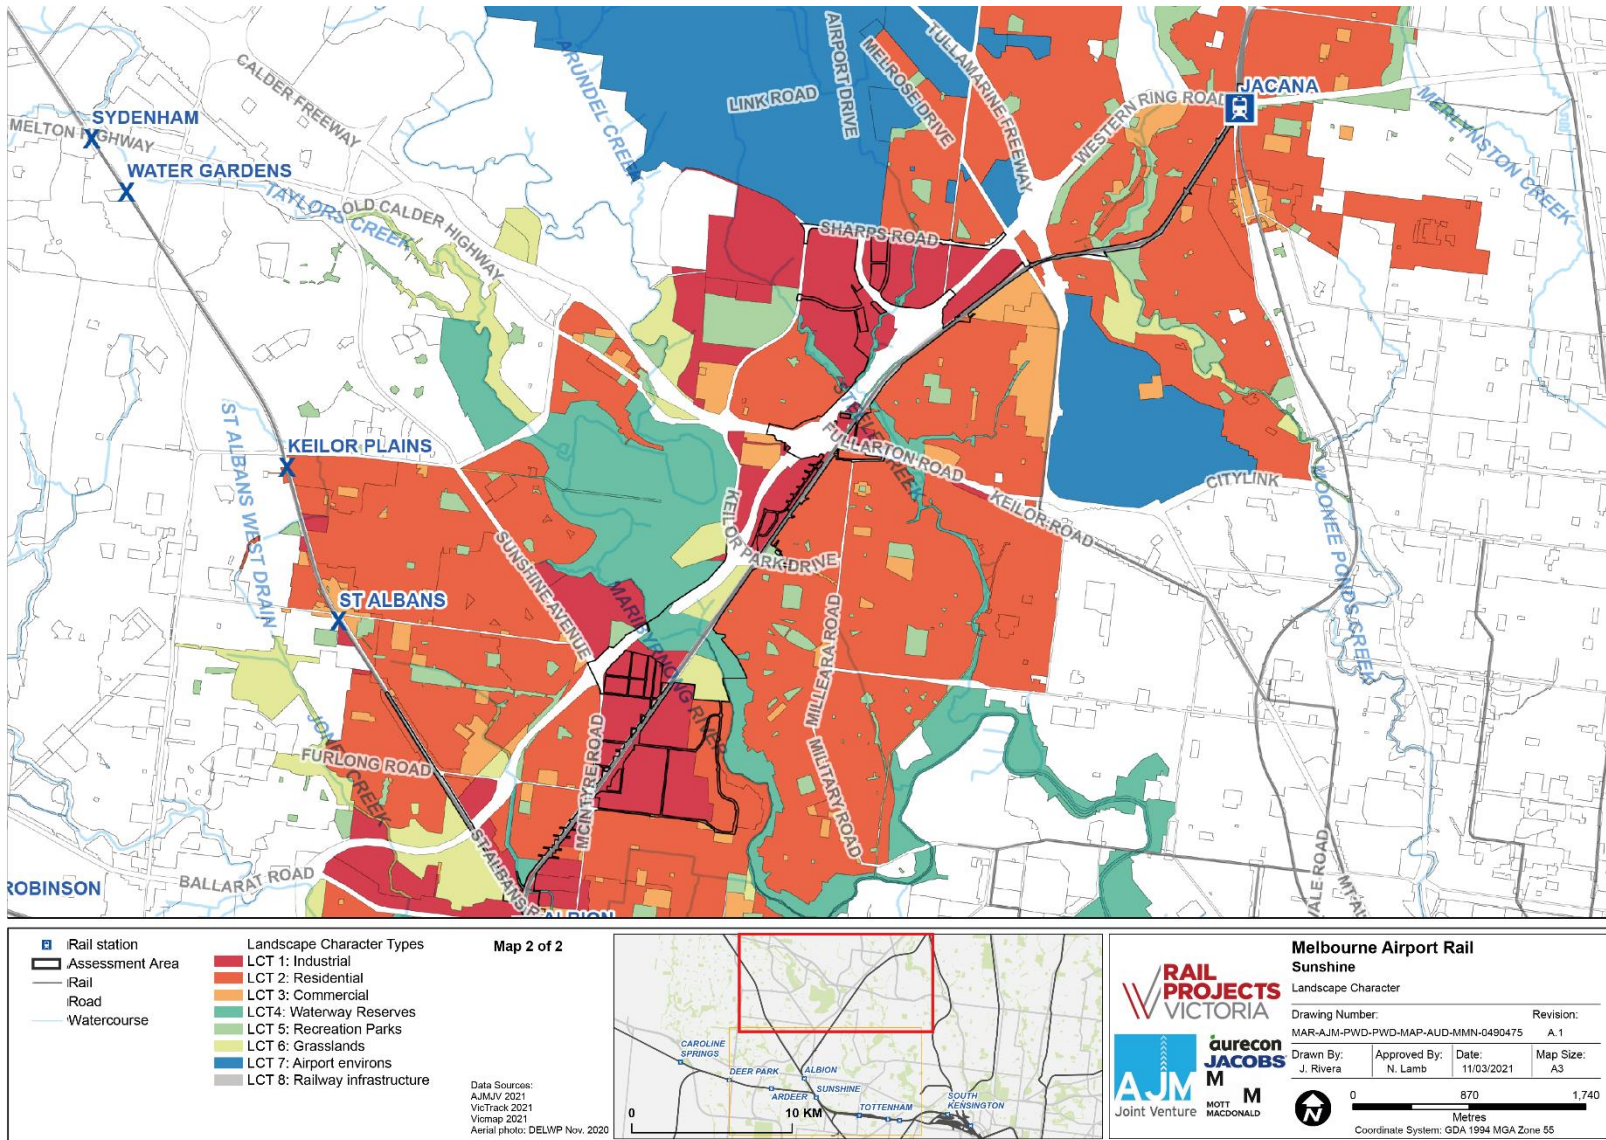 CALDER FREEWAY
ARUNDEL CREEK
AIRPORT DRIVE
MELROSE DRIVE
TULLAMARINE FREEWAY
LINK ROAD
WESTERN RING ROAD
JACANA
MERLYNSTON CREEK
SYDENHAM
MELTON HIGHWAY
WATER GARDENS
TAYLORS CREEK
OLD CALDER HIGHWAY
SHARPS ROAD
ST ALBANS WEST DRAIN
KEILOR PLAINS
FULLARTON ROAD
KEILOR ROAD
CITYLINK
MOONEE PONDS CREEK
SUNSHINE AVENUE
KEILOR PARK DRIVE
ST ALBANS
MARIBYRNONG RIVER
MILLEARA ROAD
MILITARY ROAD
FURLONG ROAD
MCINTYRE ROAD
BALLARAT ROAD
ROBINSON
ALBION
Rail station
Assessment Area
Rail
Road
Watercourse
Landscape Character Types
LCT 1: Industrial
LCT 2: Residential
LCT 3: Commercial
LCT4: Waterway Reserves
LCT 5: Recreation Parks
LCT 6: Grasslands
LCT 7: Airport environs
LCT 8: Railway infrastructure
Map 2 of 2
Data Sources:
AJMJV 2021
VicTrack 2021
Vicmap 2021
Aerial photo: DELWP Nov. 2020
CAROLINE
SPRINGS
DEER PARK
ALBION
ARDEER
SUNSHINE
TOTTENHAM
SOUTH
KENSINGTON
0
10 KM
RAIL
PROJECTS
VICTORIA
AJM
Joint Venture
aurecon
JACOBS
M
M
M
MOTT
MACDONALD
Melbourne Airport Rail
Sunshine
Landscape Character
Drawing Number:
Revision:
MAR-AJM-PWD-PWD-MAP-AUD-MMN-0490475
A.1
Drawn By:
Approved By:
Date:
Map Size:
J. Rivera
N. Lamb
11/03/2021
A3
N
0
870
1,740
Metres
Coordinate System: GDA 1994 MGA Zone 55